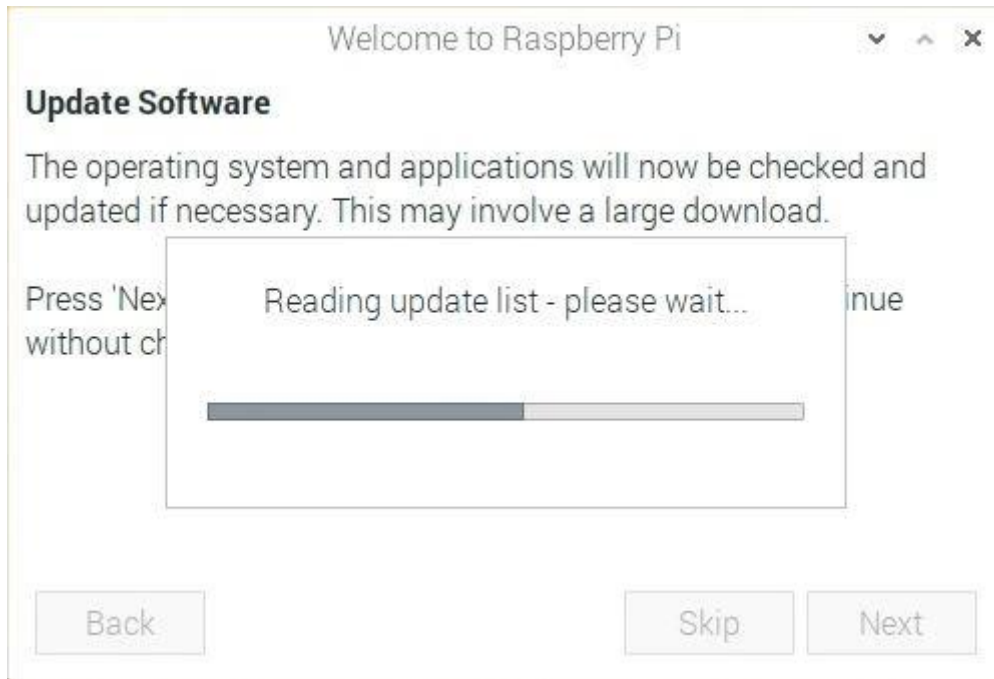 Welcome to Raspberry Pi
Update Software
The operating system and applications will now be checked and
updated if necessary. This may involve a large download.
Press 'Nex
inue
without ch
Reading update list - please wait...
Back
Skip
Next